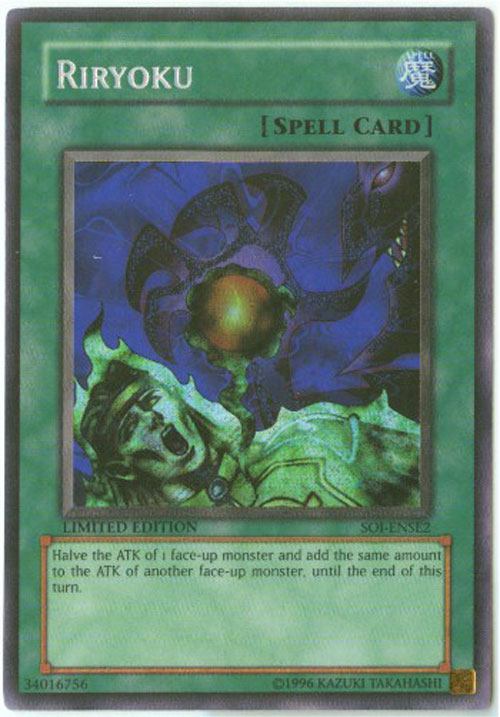 RIRYOKU
魔
[SPELL CARD]
LIMITED EDITION
SOI-ENSE2
Halve the ATK of 1 face-up monster and add the same amount
to the ATK of another face-up monster, until the end of this
turn.
34016756
©1996 KAZUKI TAKAHASHI